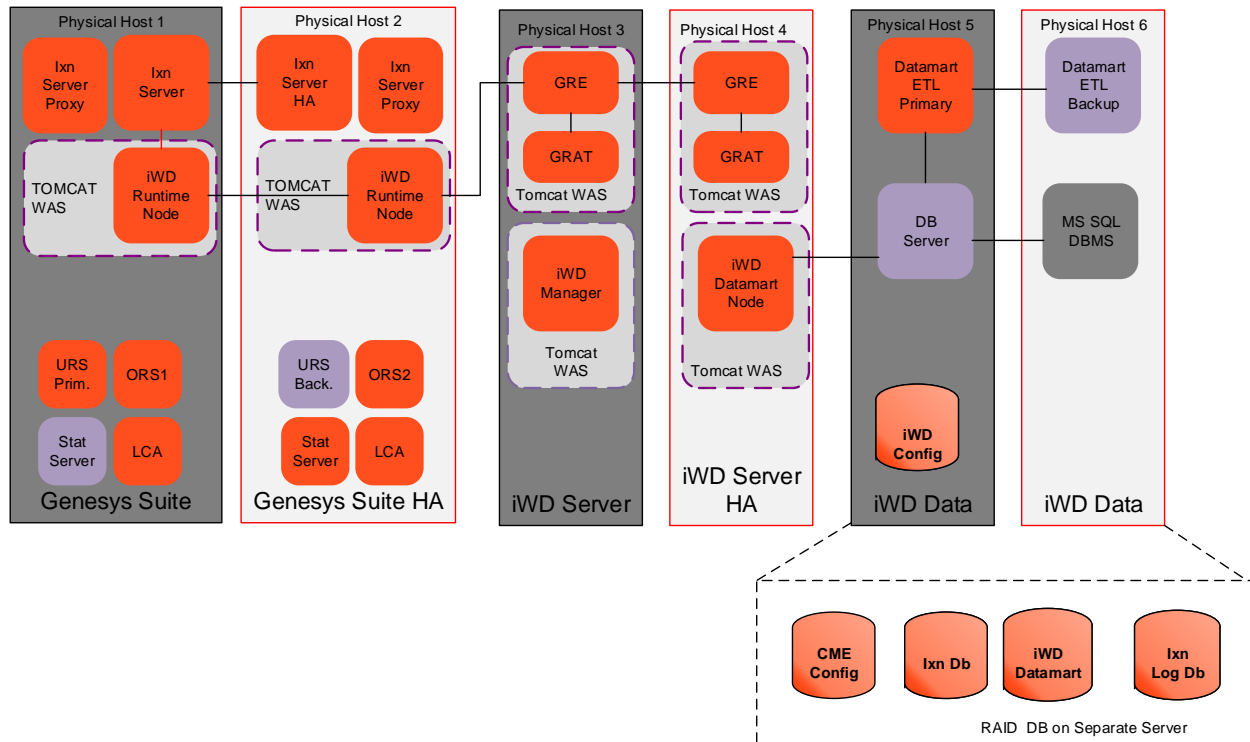 Physical Host 1
Ixn
Server
Proxy
Ixn
Server
TOMCAT
WAS
iWD
Runtime
Node
URS
Prim.
ORS1
Stat
Server
LCA
Genesys Suite
Physical Host 2
Ixn
Server
HA
Ixn
Server
Proxy
TOMCAT
WAS
iWD
Runtime
Node
URS
Back.
ORS2
Stat
Server
LCA
Genesys Suite HA
Physical Host 3
GRE
GRAT
Tomcat WAS
iWD
Manager
Tomcat
WAS
iWD Server
Physical Host 4
GRE
GRAT
Tomcat WAS
iWD
Datamart
Node
Tomcat WAS
iWD Server
HA
Physical Host 5
Datamart
ETL
Primary
DB
Server
iWD
Config
iWD Data
Physical Host 6
Datamart
ETL
Backup
MS SQL
DBMS
iWD Data
CME
Config
Ixn Db
iWD
Datamart
Ixn
Log Db
RAID DB on Separate Server